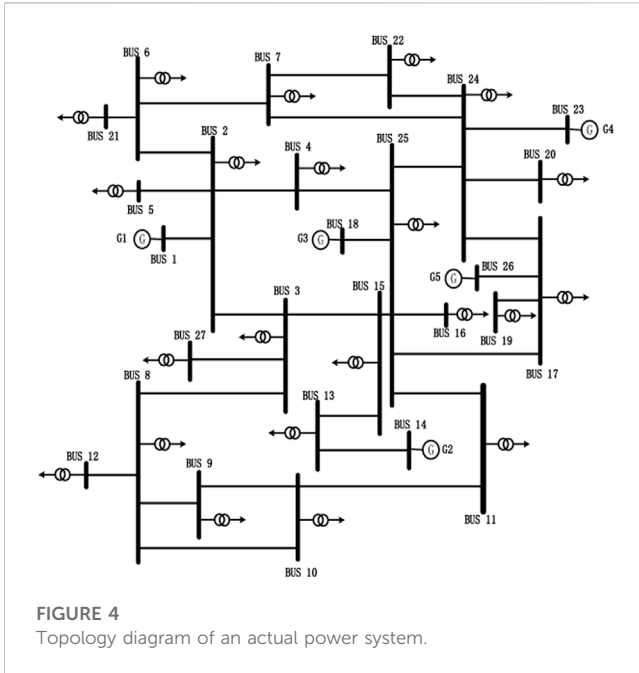 BUS 22
BUS 6
BUS 7
BUS 24
BUS 23
G
G4
BUS 21
BUS 2
BUS 4
BUS 25
BUS 20
BUS 5
G1
G
BUS 1
G3
G
BUS 18
G5
G
BUS 26
BUS 3
BUS 15
BUS 16
BUS 19
BUS 27
BUS 17
BUS 8
BUS 13
BUS 14
G
G2
BUS 12
BUS 9
BUS 11
BUS 10
FIGURE 4
Topology diagram of an actual power system.